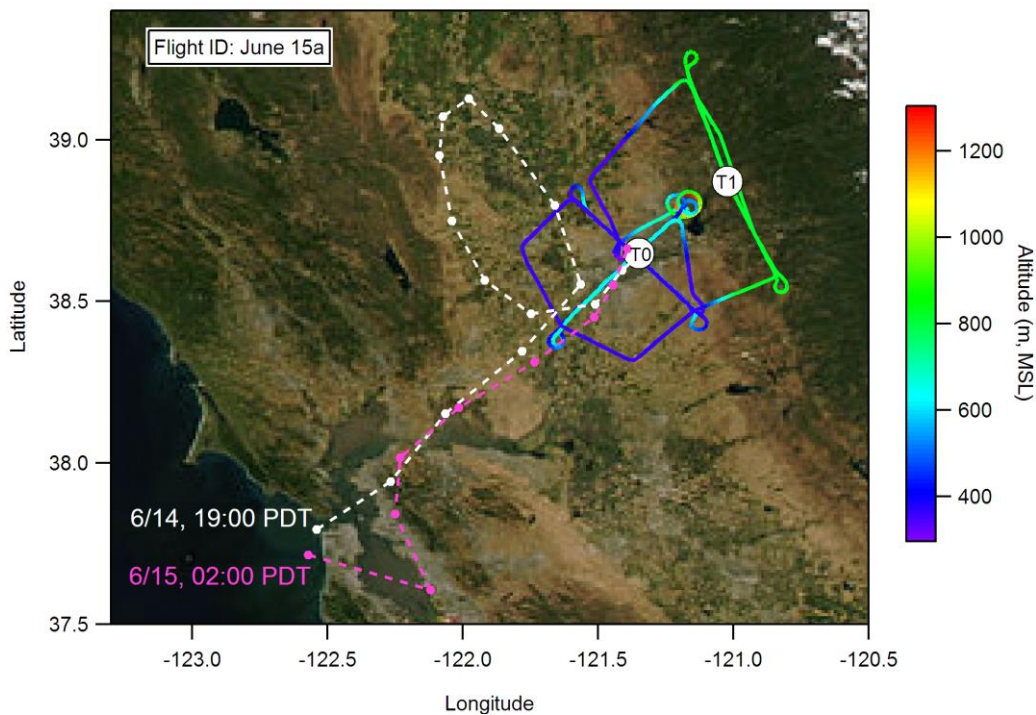 Flight ID: June 15a
39.0
38.5
38.0
37.5
Latitude
T1
T0
6/14, 19:00 PDT
6/15, 02:00 PDT
-123.0
-122.5
-122.0
-121.5
-121.0
-120.5
Longitude
1200
1000
800
600
400
Altitude (m, MSL)